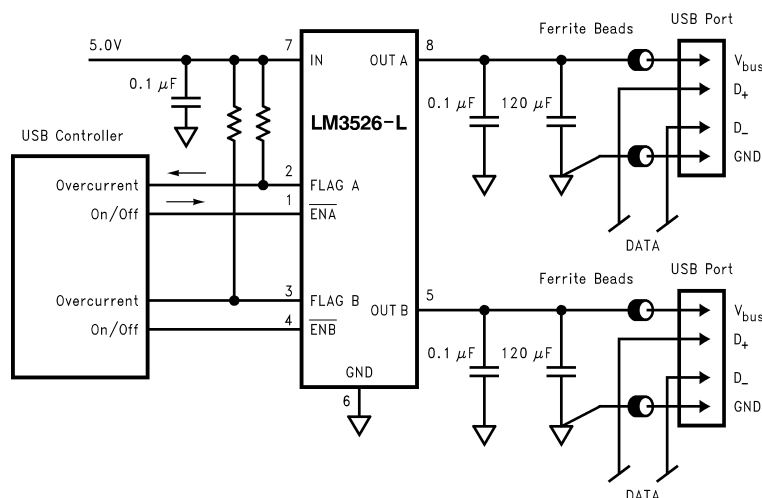 Ferrite Beads
USB Port
5.0V
7
IN
OUT A
8
Vbus
D+
D−
GND
0.1 μF
0.1 μF
120 μF
LM3526-L
USB Controller
Overcurrent
2
FLAG A
On/Off
1
ENA
DATA
Ferrite Beads
USB Port
Overcurrent
3
FLAG B
OUT B
5
On/Off
4
ENB
Vbus
D+
D−
GND
0.1 μF
120 μF
GND
6
DATA